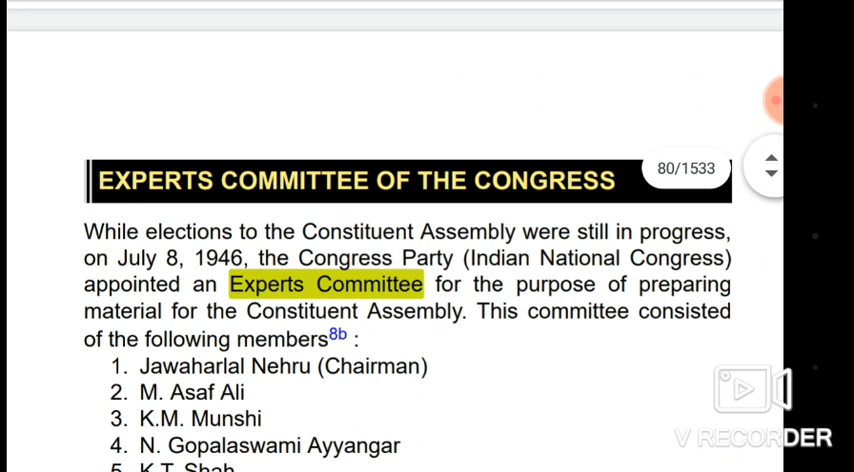 EXPERTS COMMITTEE OF THE CONGRESS
80/1533
While elections to the Constituent Assembly were still in progress,
on July 8, 1946, the Congress Party (Indian National Congress)
appointed an Experts Committee for the purpose of preparing
material for the Constituent Assembly. This committee consisted
of the following members8b :
1. Jawaharlal Nehru (Chairman)
2. M. Asaf Ali
3. K.M. Munshi
4. N. Gopalaswami Ayyangar
5. K.T. Shah
V RECORDER